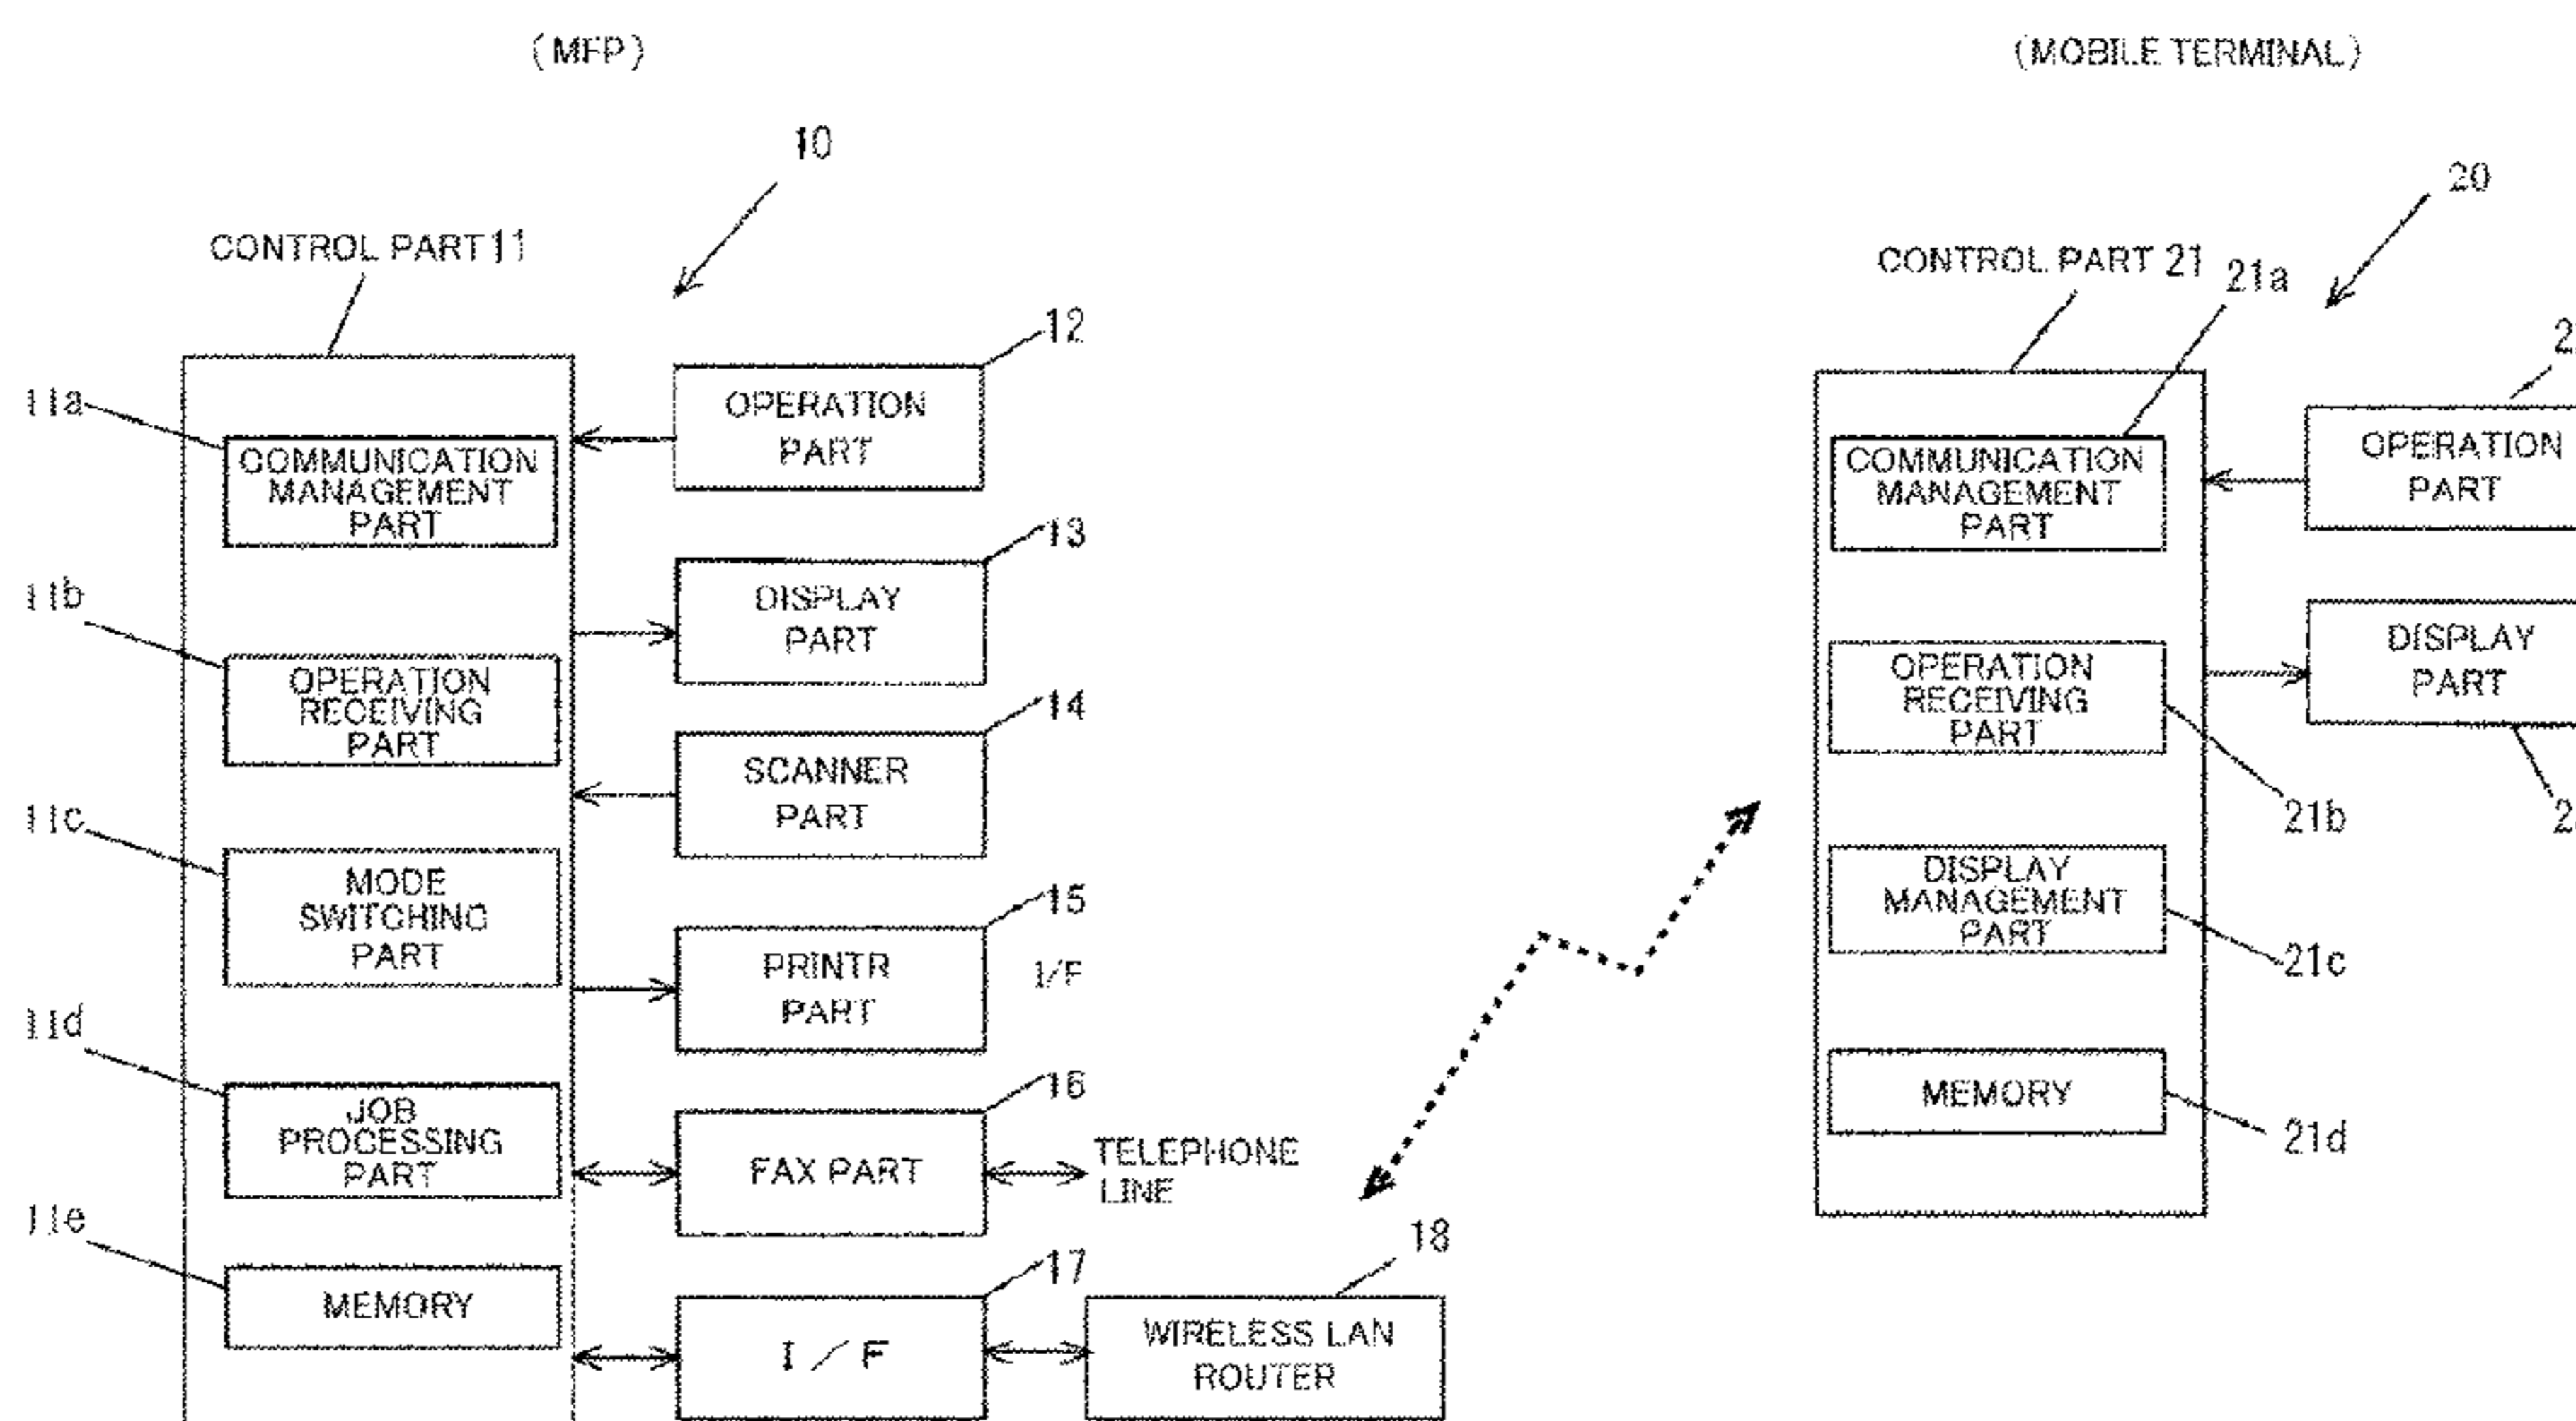 (MFP)
10
CONTROL PART 11
11a
COMMUNICATION
MANAGEMENT
PART
11b
OPERATION
RECEIVING
PART
11c
MODE
SWITCHING
PART
11d
JOB
PROCESSING
PART
11e
MEMORY
12
OPERATION
PART
13
DISPLAY
PART
14
SCANNER
PART
15
PRINTR
PART
I/F
16
FAX PART
TELEPHONE
LINE
17
I/F
18
WIRELESS LAN
ROUTER
(MOBILE TERMINAL)
20
CONTROL PART 21
21a
COMMUNICATION
MANAGEMENT
PART
OPERATION
RECEIVING
PART
21b
DISPLAY
MANAGEMENT
PART
21c
MEMORY
21d
OPERATION
PART
DISPLAY
PART